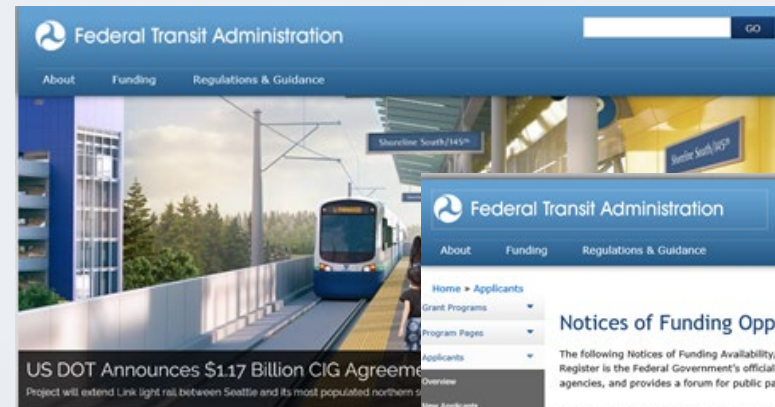 Federal Transit Administration
GO
About Funding Regulations & Guidance
Shoreline South/145th
Shoreline South/145th
US DOT Announces $1.17 Billion CIG Agreeme
Project will extend Link light rail between Seattle and its most populated northern s
Federal Transit Administration
About Funding Regulations & Guidance
Home » Applicants
Grant Programs
Program Pages
Applicants
Overview
New Applicants
Notices of Funding Opp
The following Notices of Funding Availability,
Register is the Federal Government's official
agencies, and provides a forum for public pa